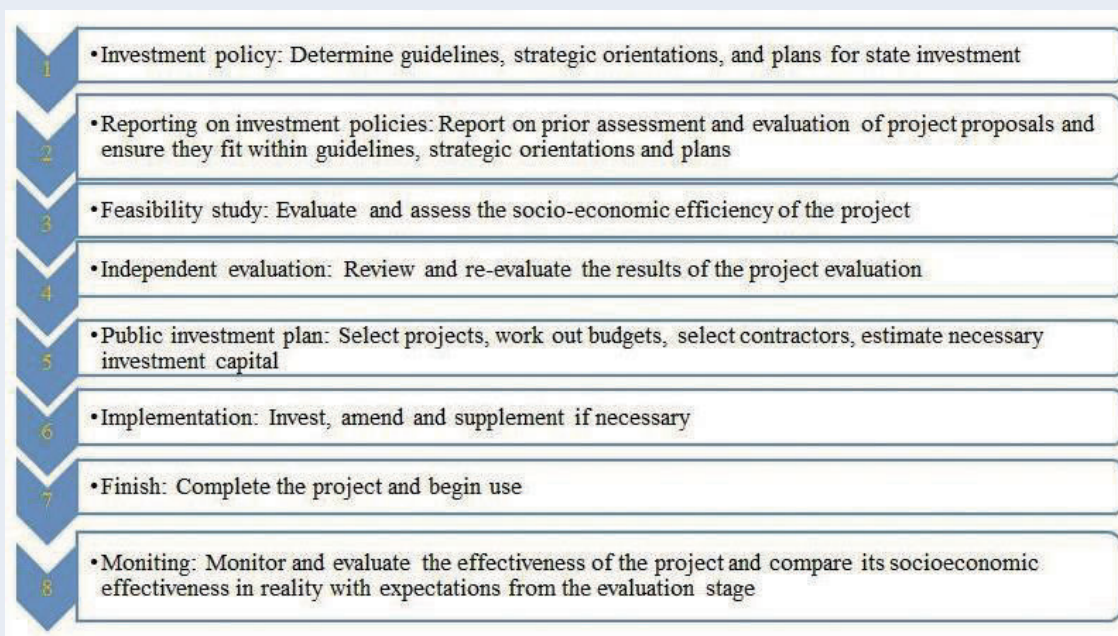 1
•Investment policy: Determine guidelines, strategic orientations, and plans for state investment
2
•Reporting on investment policies: Report on prior assessment and evaluation of project proposals and
ensure they fit within guidelines, strategic orientations and plans
3
•Feasibility study: Evaluate and assess the socio-economic efficiency of the project
4
•Independent evaluation: Review and re-evaluate the results of the project evaluation
5
•Public investment plan: Select projects, work out budgets, select contractors, estimate necessary
investment capital
6
•Implementation: Invest, amend and supplement if necessary
7
•Finish: Complete the project and begin use
8
•Moniting: Monitor and evaluate the effectiveness of the project and compare its socioeconomic
effectiveness in reality with expectations from the evaluation stage